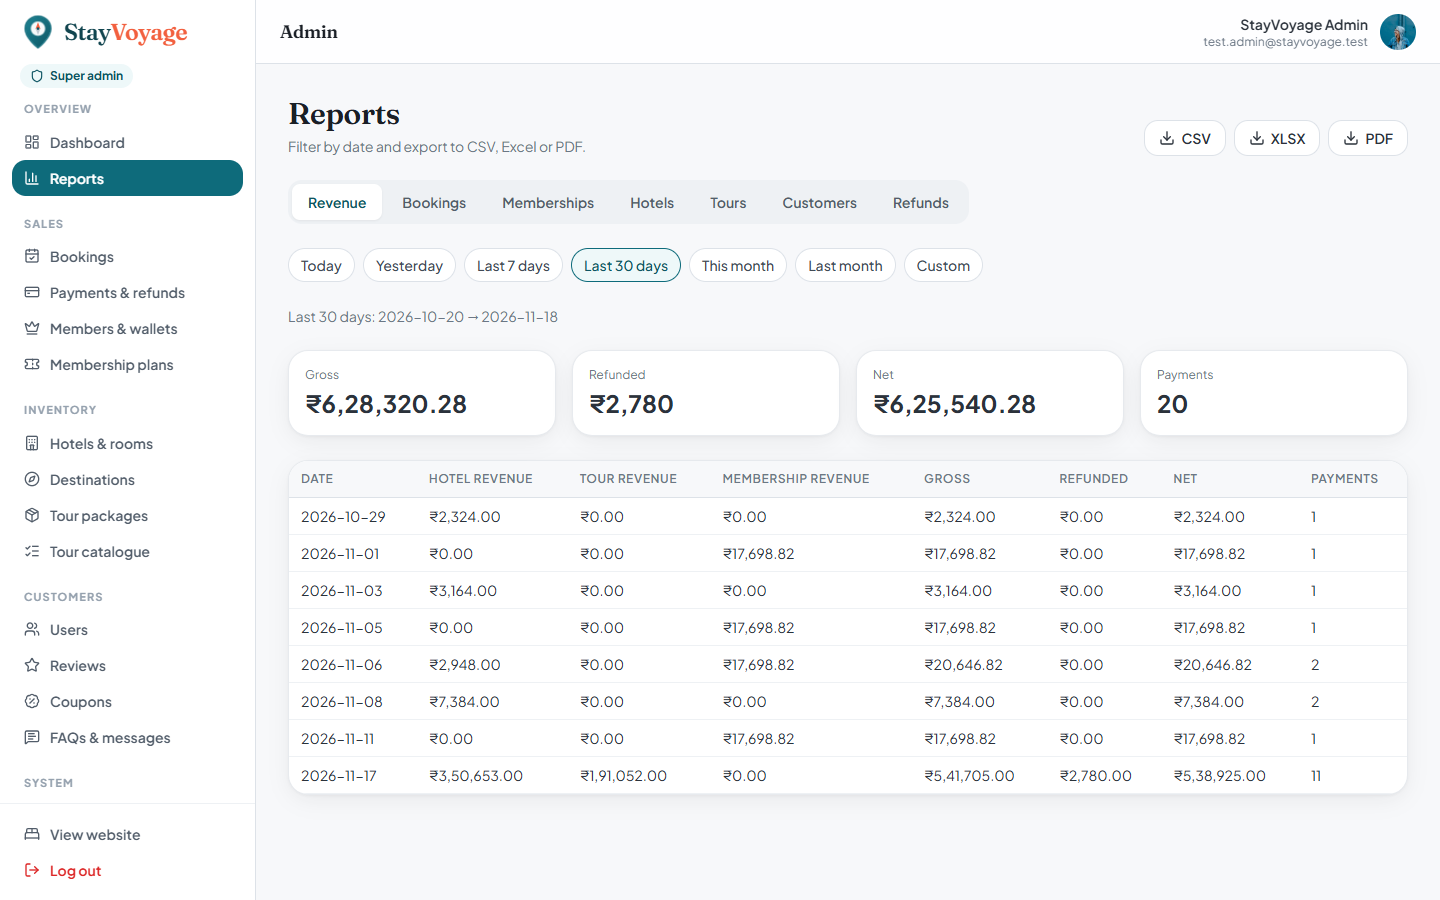 StayVoyage
Super admin
OVERVIEW
Dashboard
Reports
SALES
Bookings
Payments & refunds
Members & wallets
Membership plans
INVENTORY
Hotels & rooms
Destinations
Tour packages
Tour catalogue
CUSTOMERS
Users
Reviews
Coupons
FAQs & messages
SYSTEM
View website
Log out
Admin
StayVoyage Admin
test.admin@stayvoyage.test
Reports
Filter by date and export to CSV, Excel or PDF.
CSV XLSX PDF
Revenue Bookings Memberships Hotels Tours Customers Refunds
Today Yesterday Last 7 days Last 30 days This month Last month Custom
Last 30 days: 2026-10-20 → 2026-11-18
Gross Refunded Net Payments
₹6,28,320.28 ₹2,780 ₹6,25,540.28 20
DATE HOTEL REVENUE TOUR REVENUE MEMBERSHIP REVENUE GROSS REFUNDED NET PAYMENTS
2026-10-29 ₹2,324.00 ₹0.00 ₹0.00 ₹2,324.00 ₹0.00 ₹2,324.00 1
2026-11-01 ₹0.00 ₹0.00 ₹17,698.82 ₹17,698.82 ₹0.00 ₹17,698.82 1
2026-11-03 ₹3,164.00 ₹0.00 ₹0.00 ₹3,164.00 ₹0.00 ₹3,164.00 1
2026-11-05 ₹0.00 ₹0.00 ₹17,698.82 ₹17,698.82 ₹0.00 ₹17,698.82 1
2026-11-06 ₹2,948.00 ₹0.00 ₹17,698.82 ₹20,646.82 ₹0.00 ₹20,646.82 2
2026-11-08 ₹7,384.00 ₹0.00 ₹0.00 ₹7,384.00 ₹0.00 ₹7,384.00 2
2026-11-11 ₹0.00 ₹0.00 ₹17,698.82 ₹17,698.82 ₹0.00 ₹17,698.82 1
2026-11-17 ₹3,50,653.00 ₹1,91,052.00 ₹0.00 ₹5,41,705.00 ₹2,780.00 ₹5,38,925.00 11